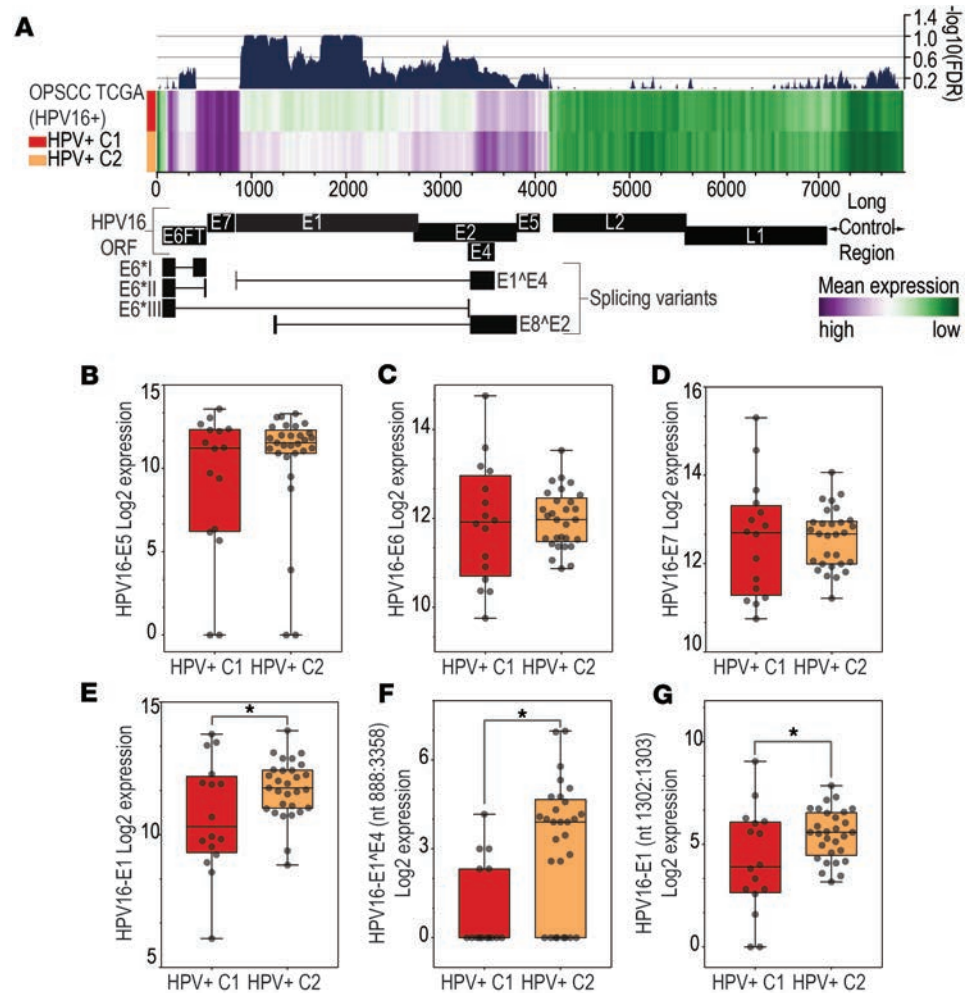 A
1.4
1.0
0.6
0.2
-log10(FDR)
OPSCC TCGA
(HPV16+)
HPV+ C1
HPV+ C2
0 1000 2000 3000 4000 5000 6000 7000
HPV16
ORF
E6FT E7 E1 E2 E4 E5 L2 L1
Long
Control
Region
E6*I
E6*II
E6*III
E1^E4
E8^E2
Splicing variants
Mean expression
high low
B
HPV16-E5 Log2 expression
15
10
5
0
HPV+ C1 HPV+ C2
C
HPV16-E6 Log2 expression
14
12
10
HPV+ C1 HPV+ C2
D
HPV16-E7 Log2 expression
16
14
12
10
HPV+ C1 HPV+ C2
E
HPV16-E1 Log2 expression
15
10
5
*
HPV+ C1 HPV+ C2
F
HPV16-E1^E4 (nt 888:3358)
Log2 expression
6
3
0
*
HPV+ C1 HPV+ C2
G
HPV16-E1 (nt 1302:1303)
Log2 expression
10
5
0
*
HPV+ C1 HPV+ C2